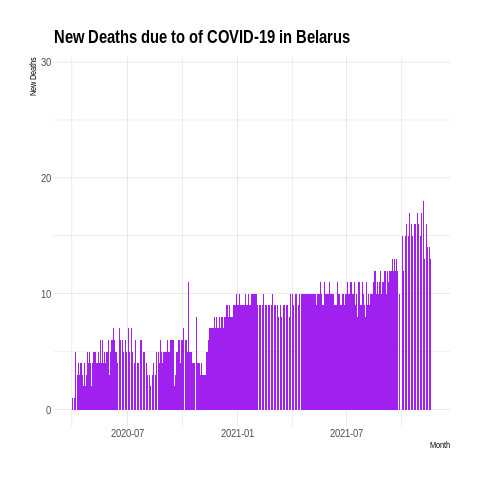 New Deaths due to of COVID-19 in Belarus
New Deaths
30
20
10
0
2020-07
2021-01
2021-07
Month